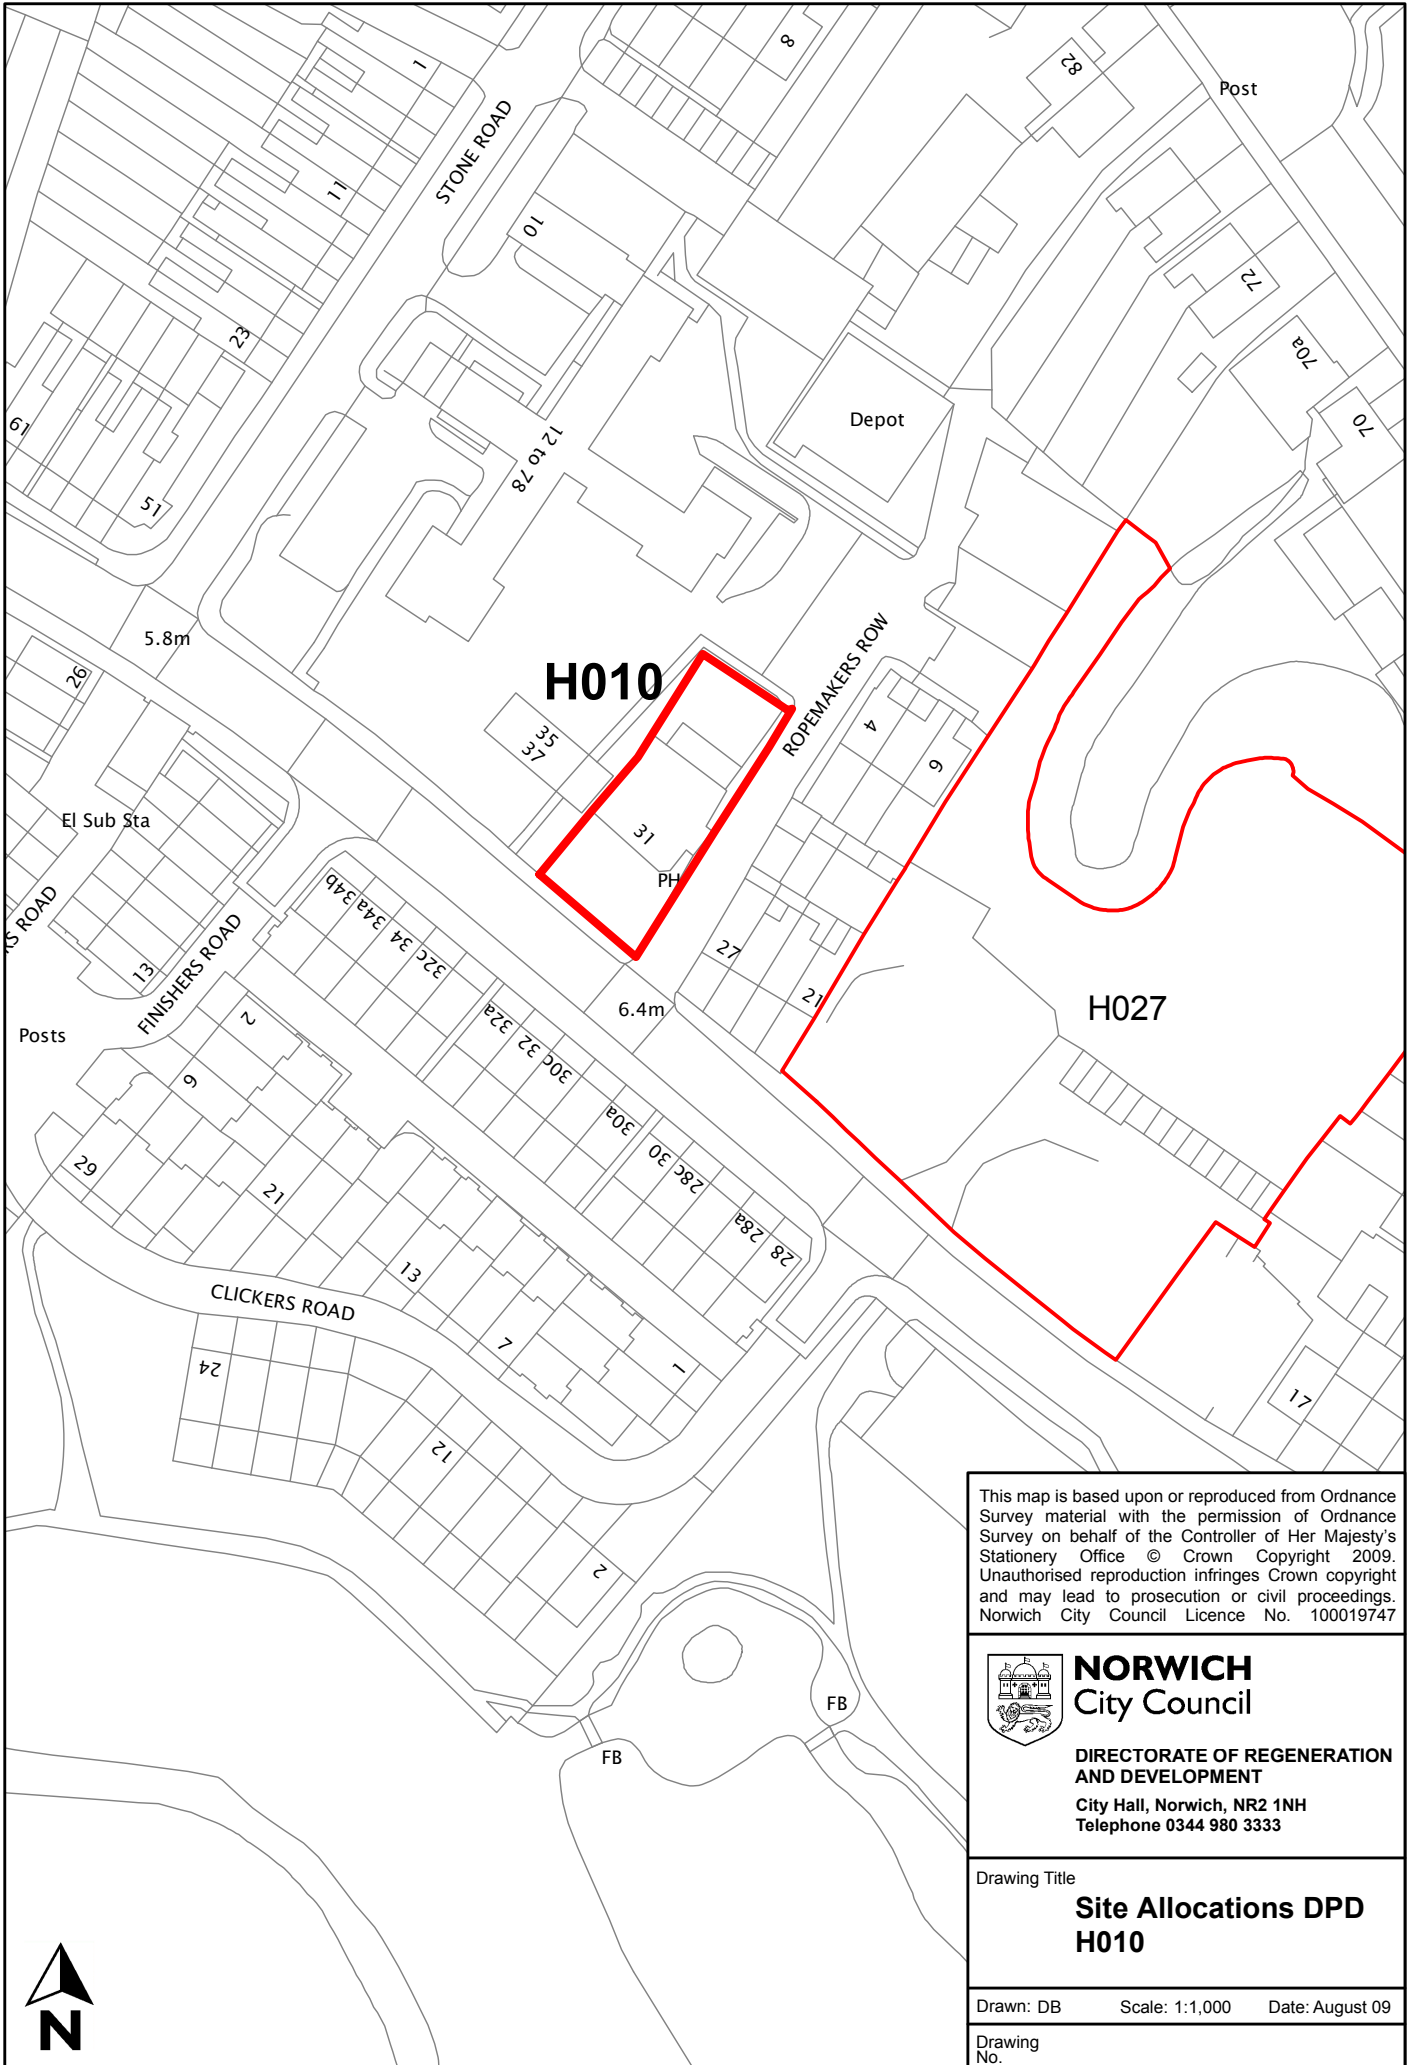 1
8
82
Post
STONE ROAD
11
10
72
23
70a
70
Depot
61
12 to 78
51
5.8m
ROPEMAKERS ROW
H010
26
4
35
37
6
El Sub Sta
31
PH
34b
34a
34
32c
KS ROAD
FINISHERS ROAD
27
13
21
6.4m
H027
Posts
2
32a
32
30c
6
30a
30
28c
29
21
28a
28
13
CLICKERS ROAD
7
1
24
17
12
2
FB
FB
This map is based upon or reproduced from Ordnance
Survey material with the permission of Ordnance
Survey on behalf of the Controller of Her Majesty's
Stationery Office © Crown Copyright 2009.
Unauthorised reproduction infringes Crown copyright
and may lead to prosecution or civil proceedings.
Norwich City Council Licence No. 100019747
NORWICH
City Council
DIRECTORATE OF REGENERATION
AND DEVELOPMENT
City Hall, Norwich, NR2 1NH
Telephone 0344 980 3333
Drawing Title
Site Allocations DPD
H010
Drawn: DB Scale: 1:1,000 Date: August 09
Drawing
No.
N